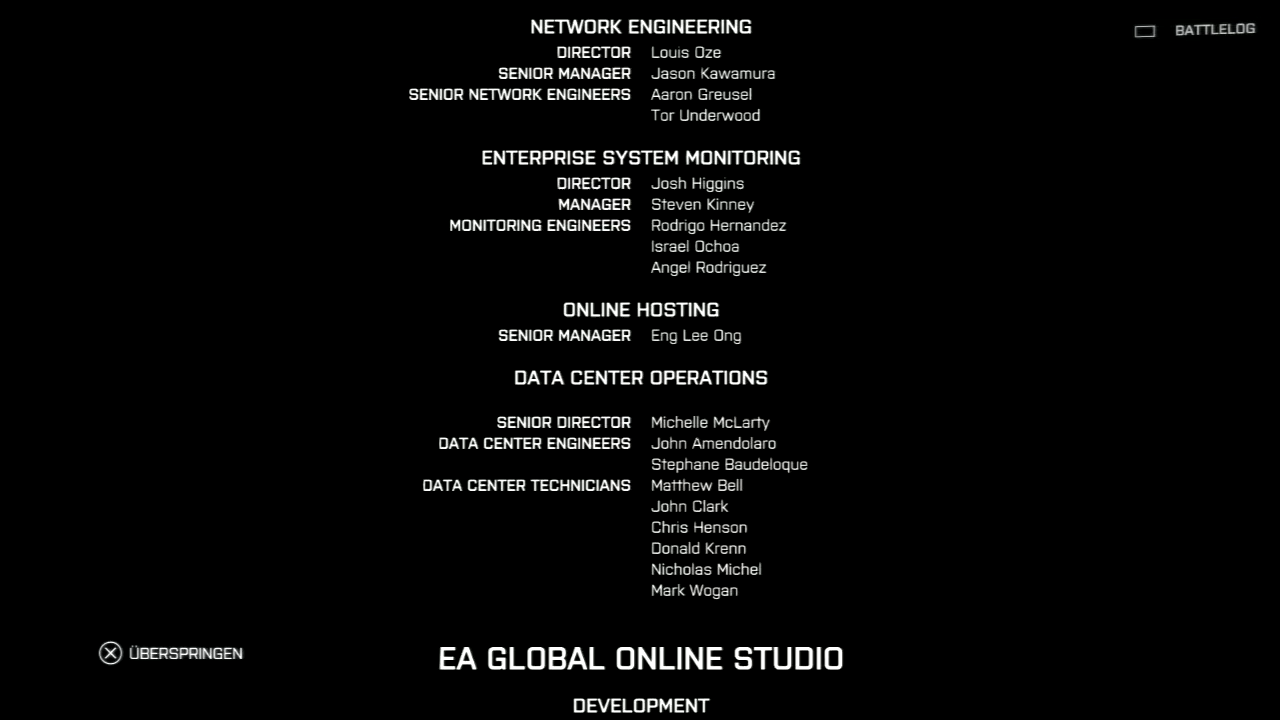 NETWORK ENGINEERING
BATTLELOG
DIRECTOR Louis Oze
SENIOR MANAGER Jason Kawamura
SENIOR NETWORK ENGINEERS Aaron Greusel
Tor Underwood
ENTERPRISE SYSTEM MONITORING
DIRECTOR Josh Higgins
MANAGER Steven Kinney
MONITORING ENGINEERS Rodrigo Hernandez
Israel Ochoa
Angel Rodriguez
ONLINE HOSTING
SENIOR MANAGER Eng Lee Ong
DATA CENTER OPERATIONS
SENIOR DIRECTOR Michelle McLarty
DATA CENTER ENGINEERS John Amendolaro
Stephane Baudeloque
DATA CENTER TECHNICIANS Matthew Bell
John Clark
Chris Henson
Donald Krenn
Nicholas Michel
Mark Wogan
ÜBERSPRINGEN
EA GLOBAL ONLINE STUDIO
DEVELOPMENT